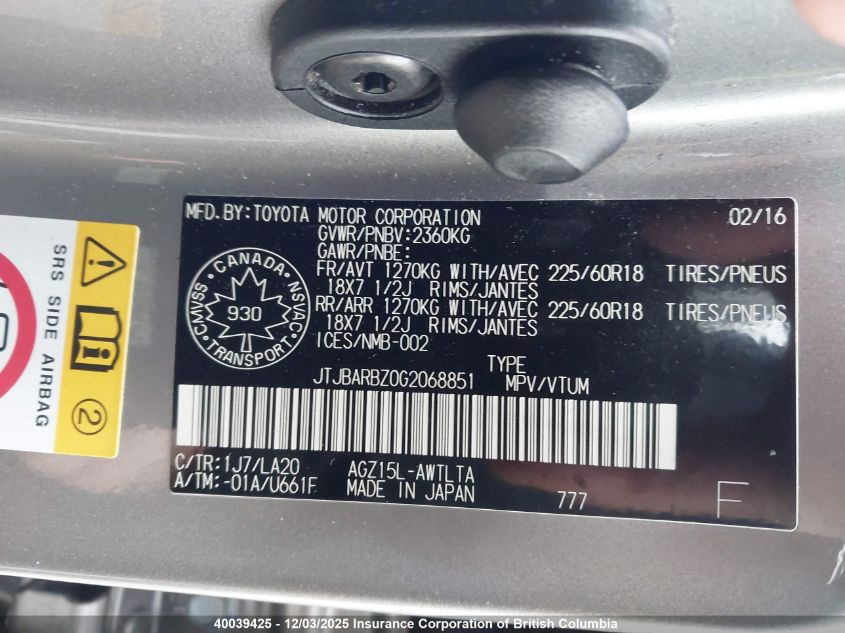 MFD.BY:TOYOTA MOTOR CORPORATION 02/16
GVWR/PNBV:2360KG
GAWR/PNBE:
FR/AVT 1270KG WITH/AVEC 225/60R18 TIRES/PNEUS
18X7 1/2J RIMS/JANTES
RR/ARR 1270KG WITH/AVEC 225/60R18 TIRES/PNEUS
18X7 1/2J RIMS/JANTES
ICES/NMB-002
CANADA
CMVSS 930 NSVAC
TRANSPORT
TYPE
JTJBARBZ0G2068851 MPV/VTUM
C/TR:1J7/LA20 AGZ15L-AWTLTA
A/TM:-01A/U661F MADE IN JAPAN 777 F
SRS SIDE AIRBAG
2
40039425 - 12/03/2025 - Insurance Corporation of British Columbia